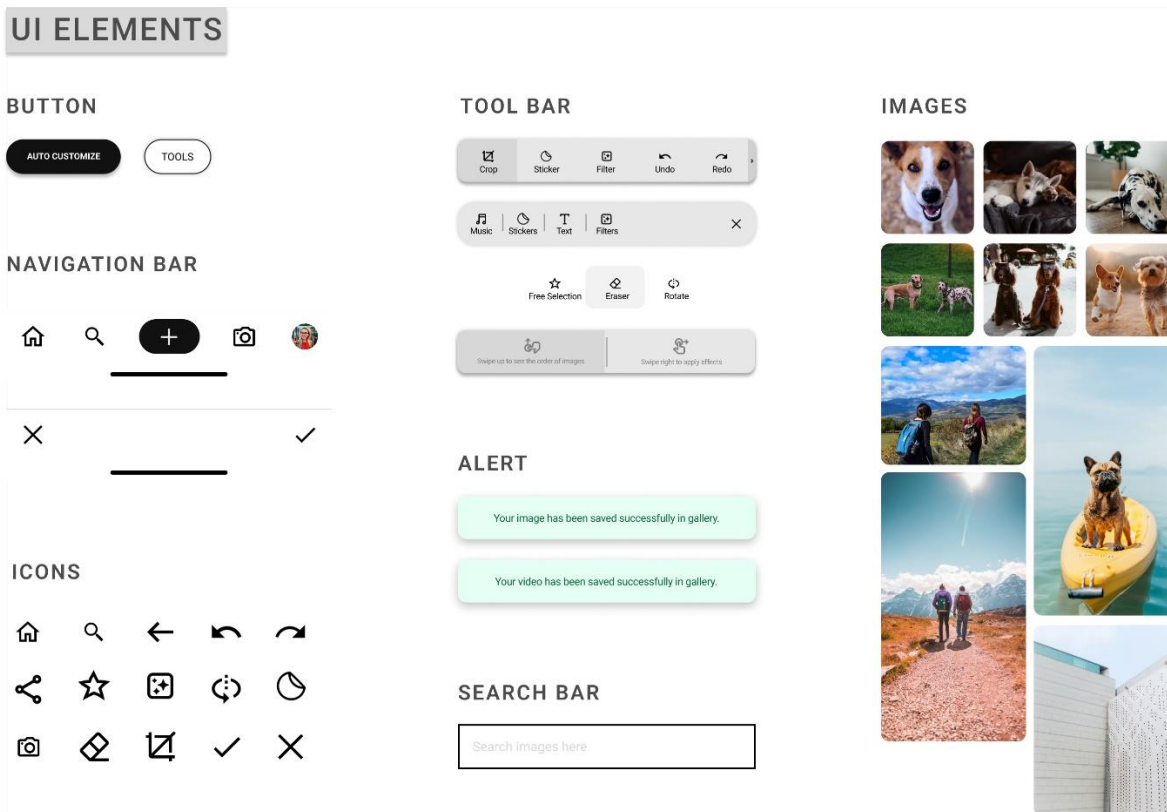 UI ELEMENTS
BUTTON
AUTO CUSTOMIZE
TOOLS
NAVIGATION BAR
ICONS
TOOL BAR
Crop Sticker Filter Undo Redo
Music Stickers Text Filters
Free Selection Eraser Rotate
Swipe up to see the order of images
Swipe right to apply effects
ALERT
Your image has been saved successfully in gallery.
Your video has been saved successfully in gallery.
SEARCH BAR
Search images here
IMAGES